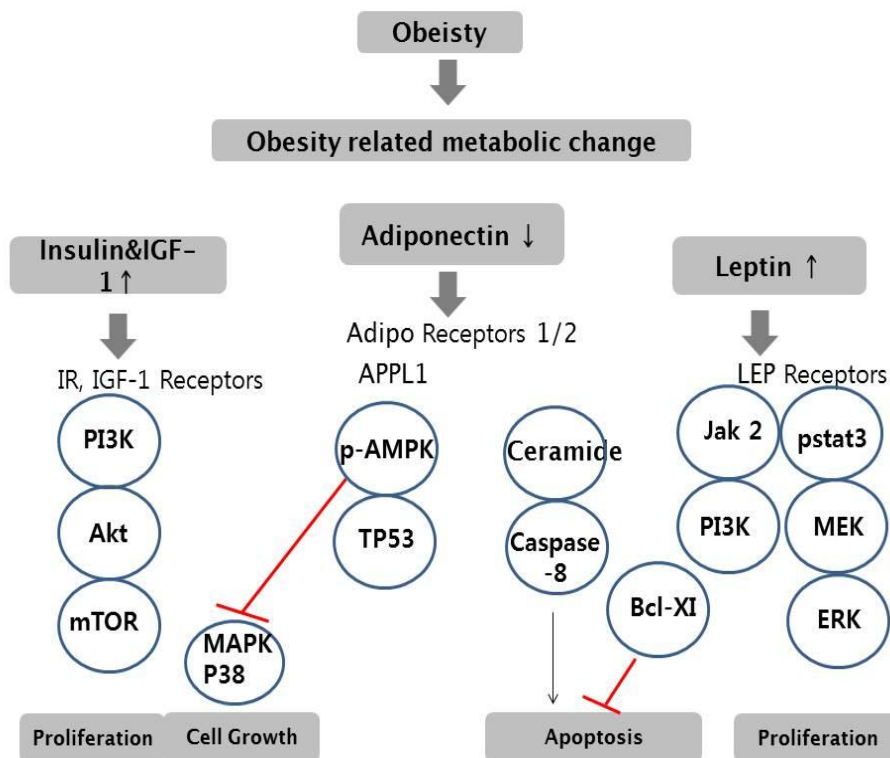 Obeisty
Obesity related metabolic change
Insulin&IGF-
1↑
Adiponectin ↓
Leptin ↑
IR, IGF-1 Receptors
Adipo Receptors 1/2
APPL1
LEP Receptors
PI3K
Akt
mTOR
MAPK
P38
p-AMPK
TP53
Ceramide
Caspase
-8
Bcl-XI
Jak 2
PI3K
pstat3
MEK
ERK
Proliferation
Cell Growth
Apoptosis
Proliferation